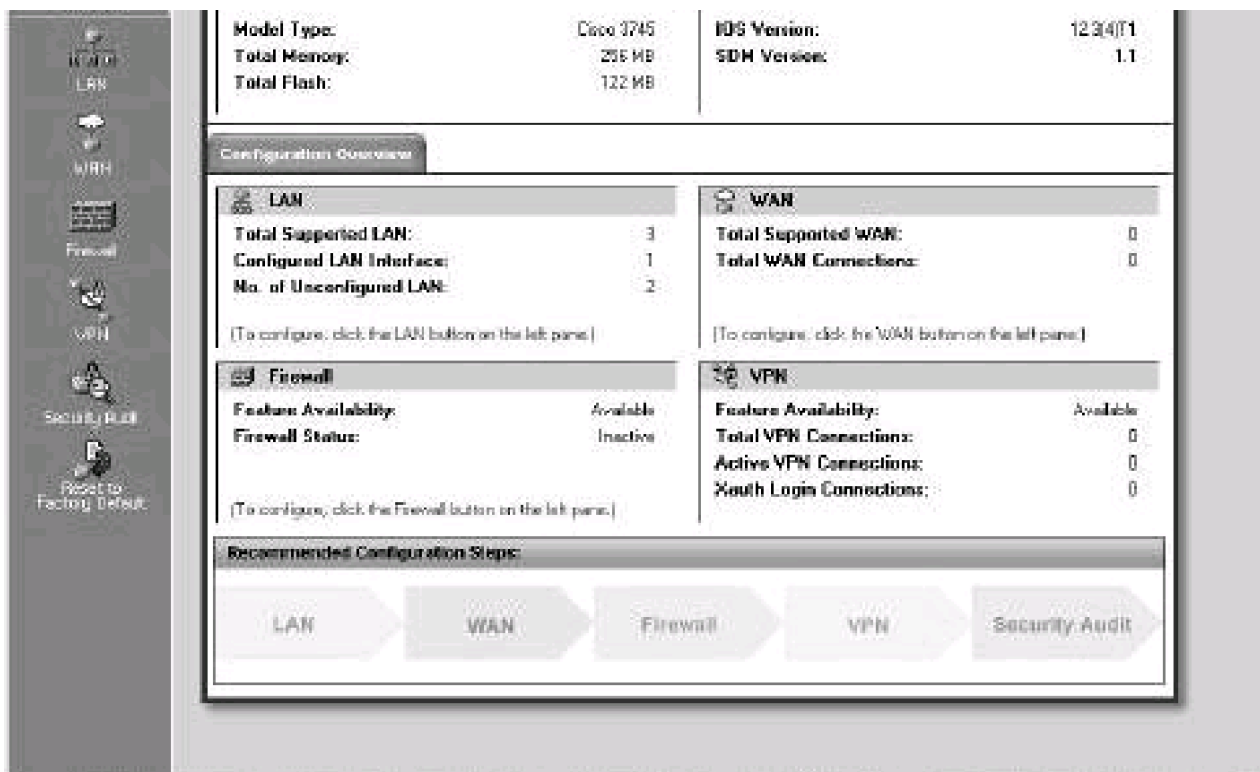 LAN
WAN
Firewall
VPN
Security Audit
Reset to
Factory Default
Model Type: Cisco 3745
Total Memory: 256 MB
Total Flash: 122 MB
IOS Version: 12.3(4)T1
SDM Version: 1.1
Configuration Overview
LAN
Total Supported LAN: 3
Configured LAN Interface: 1
No. of Unconfigured LAN: 2
(To configure, click the LAN button on the left pane.)
WAN
Total Supported WAN: 0
Total WAN Connections: 0
(To configure, click the WAN button on the left pane.)
Firewall
Feature Availability: Available
Firewall Status: Inactive
(To configure, click the Firewall button on the left pane.)
VPN
Feature Availability: Available
Total VPN Connections: 0
Active VPN Connections: 0
Xauth Login Connections: 0
Recommended Configuration Steps:
LAN WAN Firewall VPN Security Audit